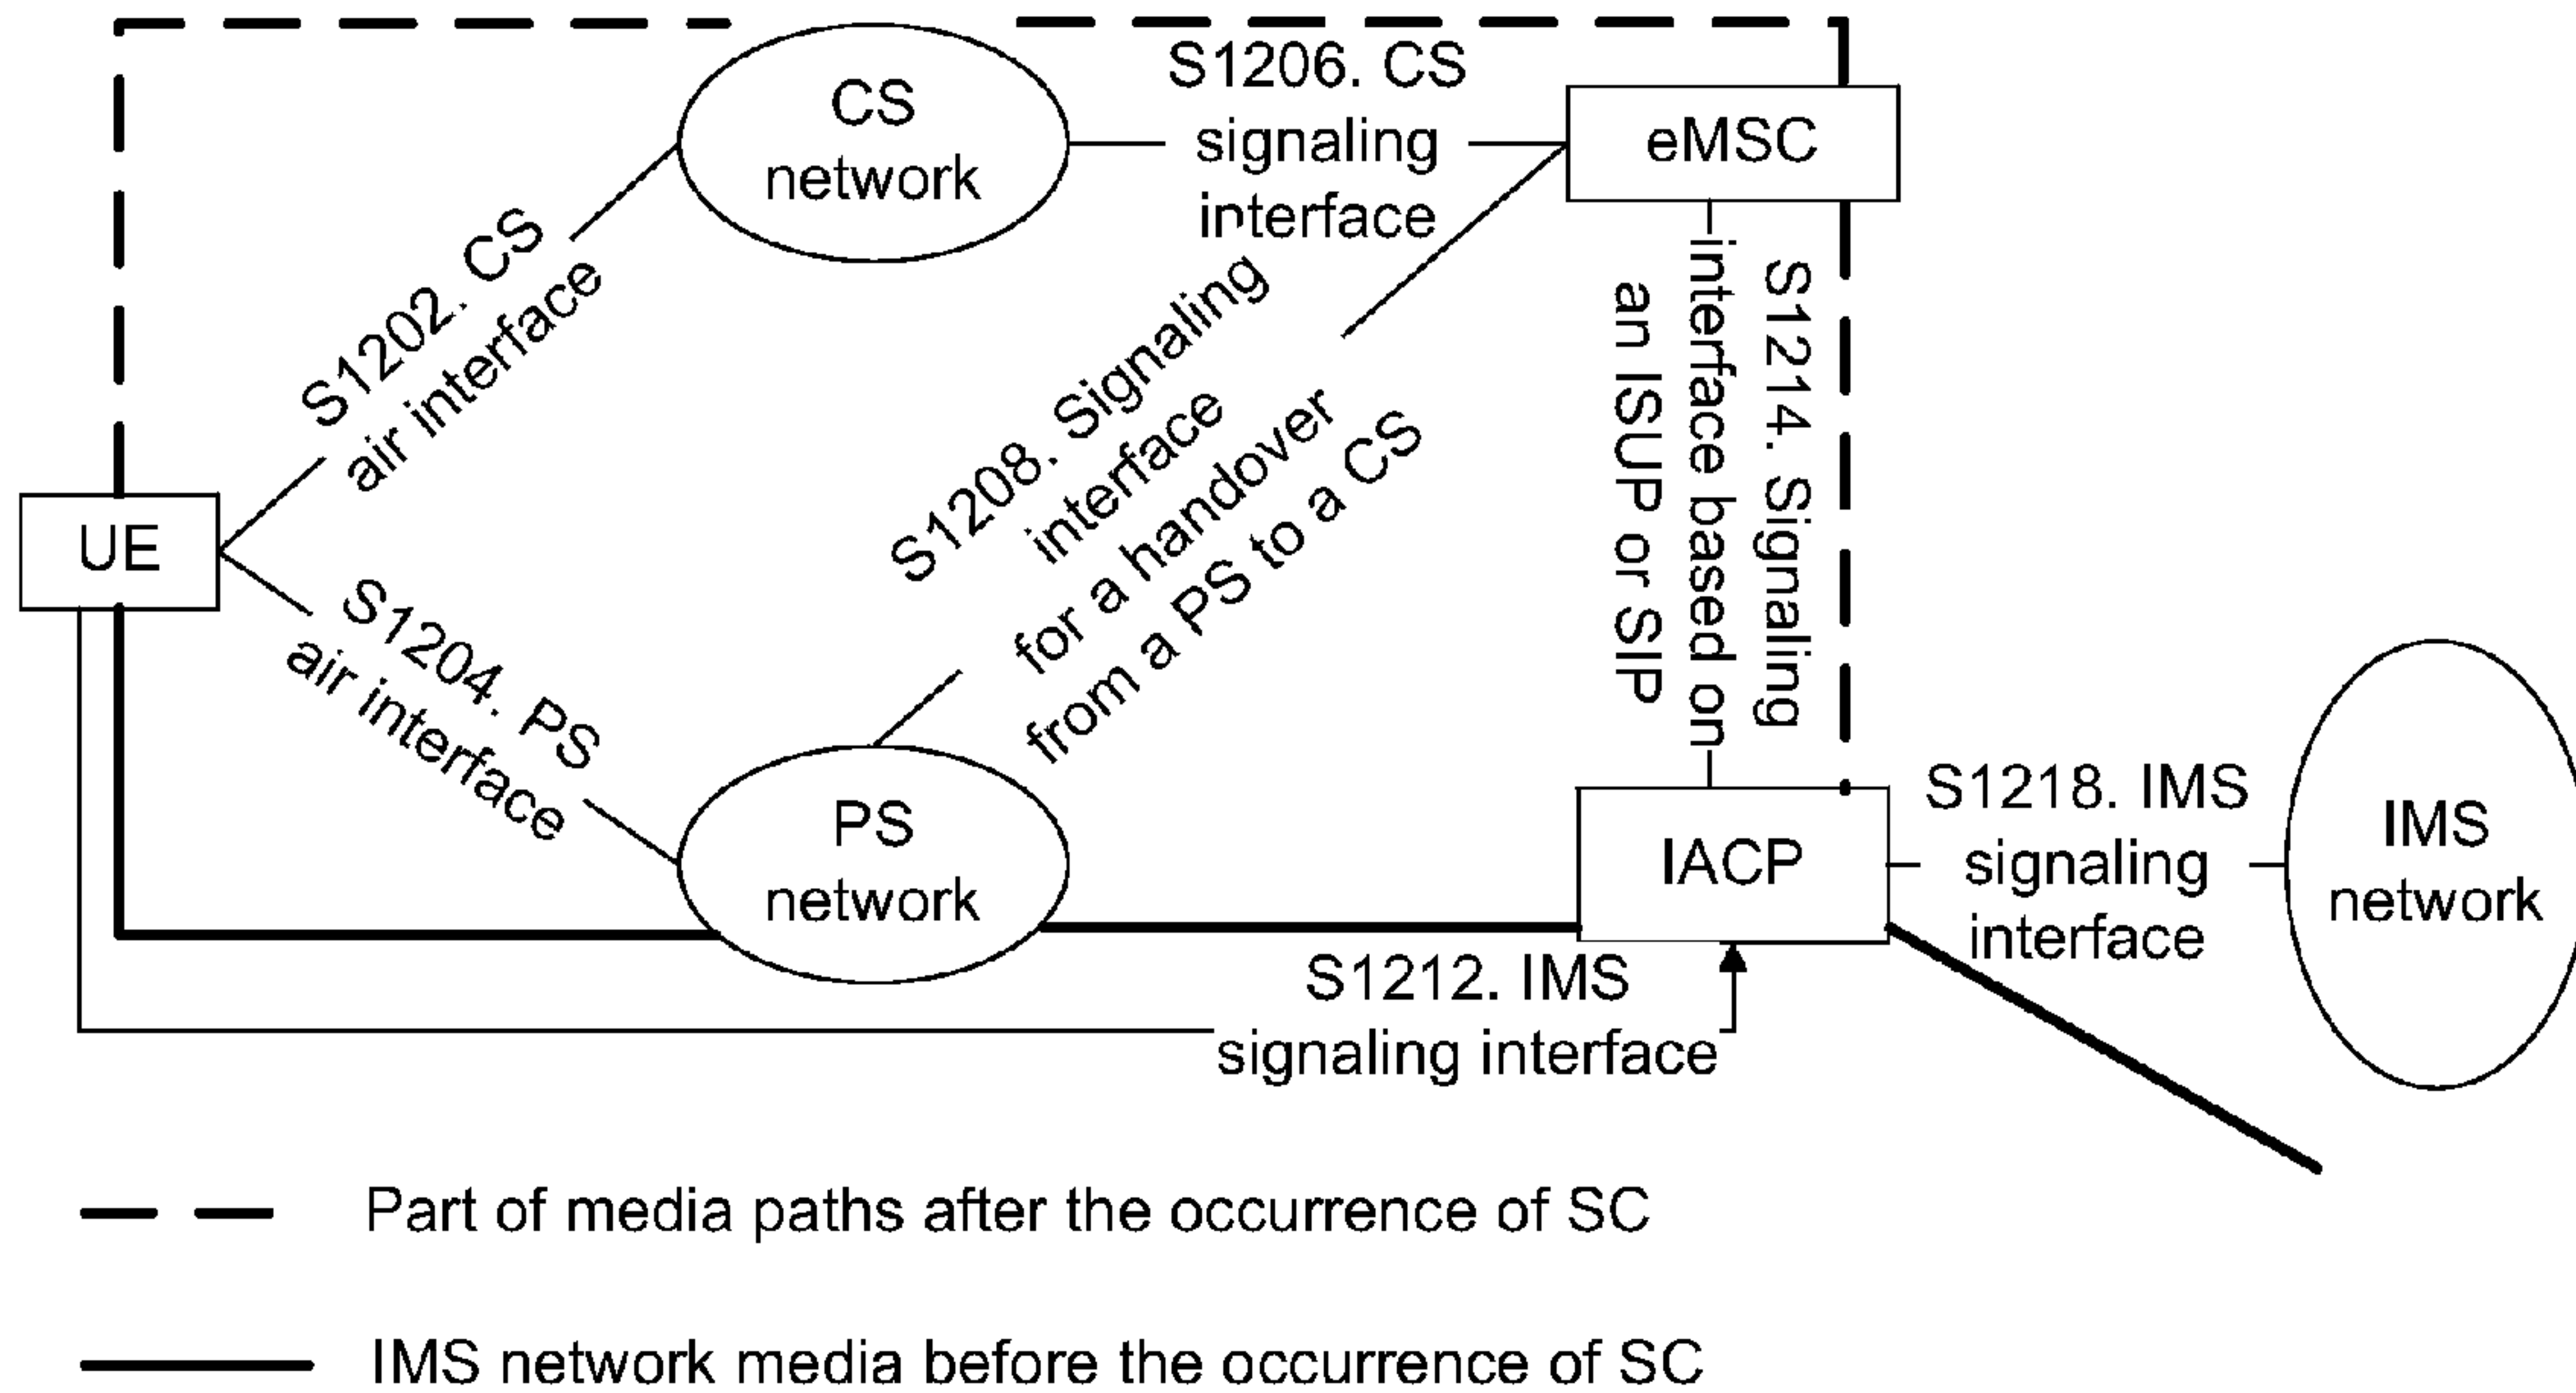 CS
network
S1206. CS
signaling
interface
eMSC
S1202. CS
air interface
S1208. Signaling
interface
for a handover
from a PS to a CS
S1214. Signaling
interface based on
an ISUP or SIP
UE
S1204. PS
air interface
PS
network
IACP
S1218. IMS
signaling
interface
IMS
network
S1212. IMS
signaling interface
Part of media paths after the occurrence of SC
IMS network media before the occurrence of SC